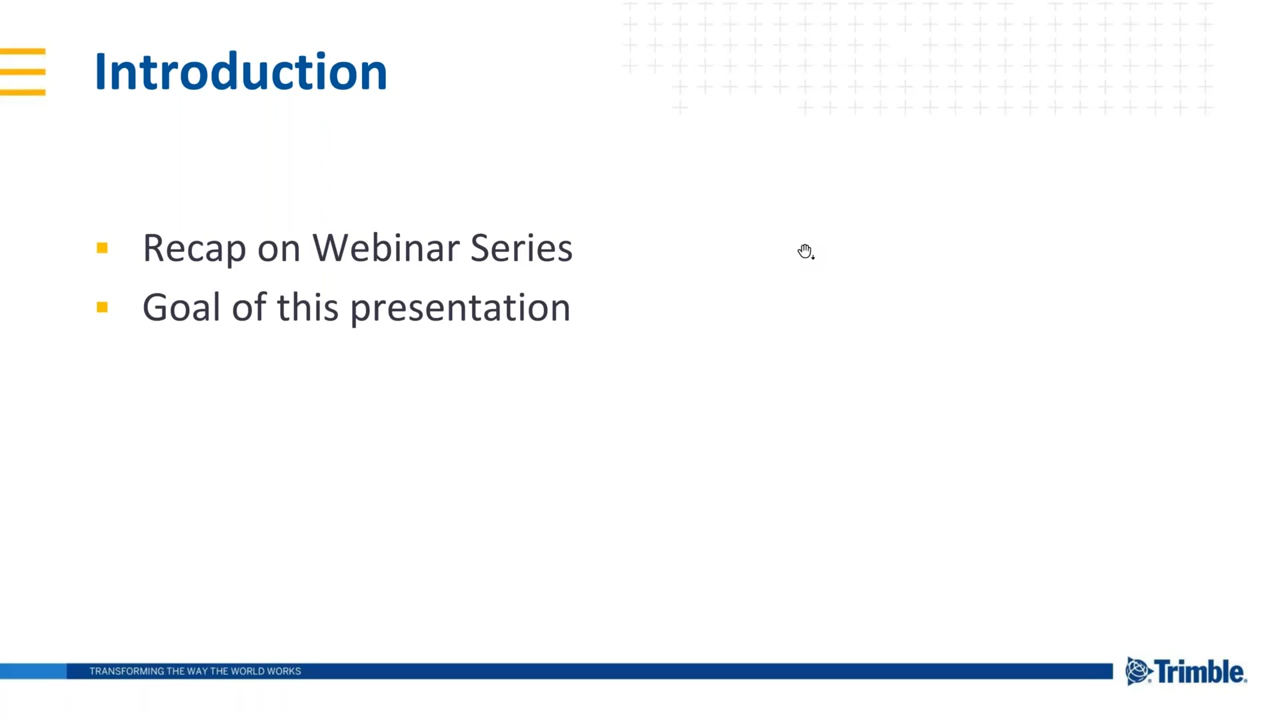 Introduction
Recap on Webinar Series
Goal of this presentation
TRANSFORMING THE WAY THE WORLD WORKS
Trimble